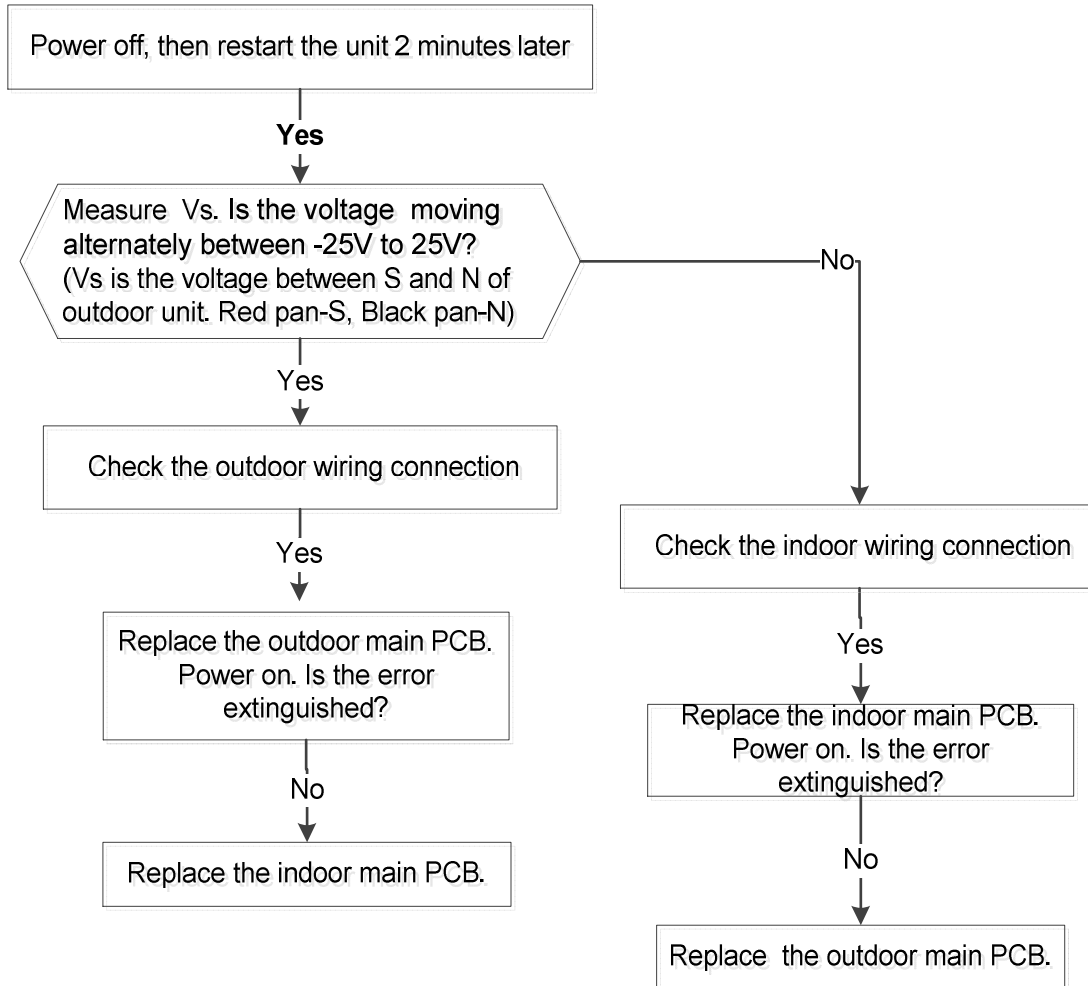 Power off, then restart the unit 2 minutes later
Yes
Measure Vs. Is the voltage moving
alternately between -25V to 25V?
(Vs is the voltage between S and N of
outdoor unit. Red pan-S, Black pan-N)
No
Yes
Check the outdoor wiring connection
Yes
Replace the outdoor main PCB.
Power on. Is the error
extinguished?
No
Replace the indoor main PCB.
Check the indoor wiring connection
Yes
Replace the indoor main PCB.
Power on. Is the error
extinguished?
No
Replace the outdoor main PCB.